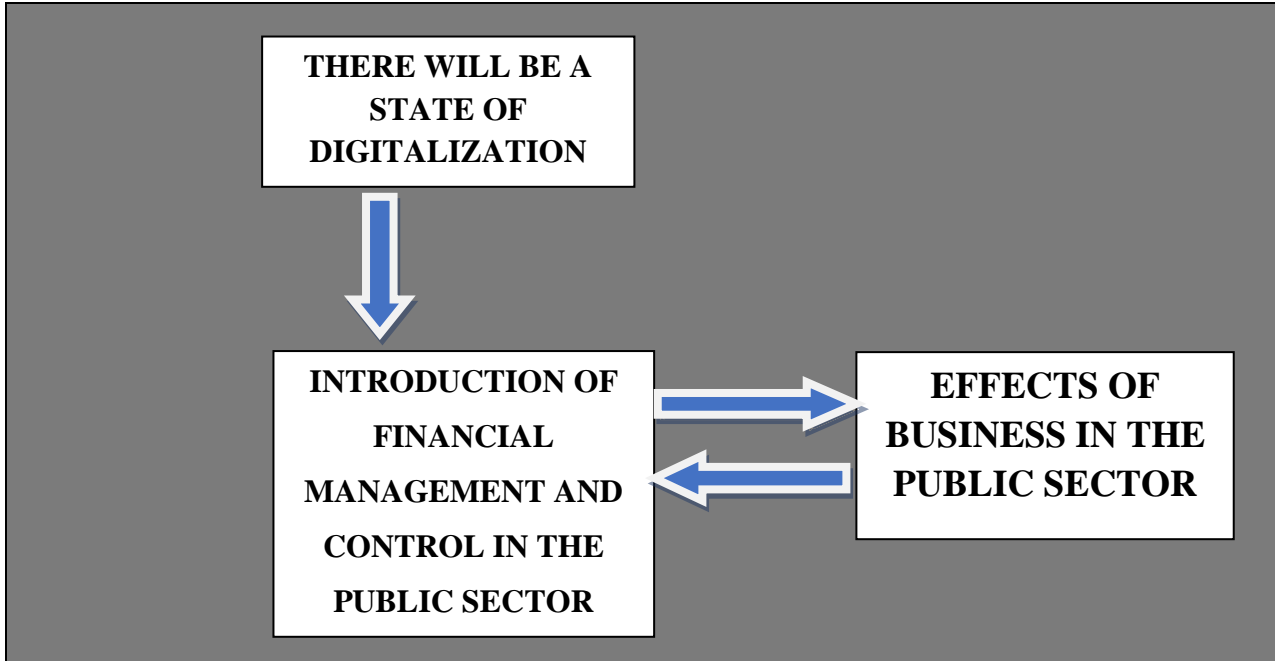 THERE WILL BE A
STATE OF
DIGITALIZATION
INTRODUCTION OF
FINANCIAL
MANAGEMENT AND
CONTROL IN THE
PUBLIC SECTOR
EFFECTS OF
BUSINESS IN THE
PUBLIC SECTOR